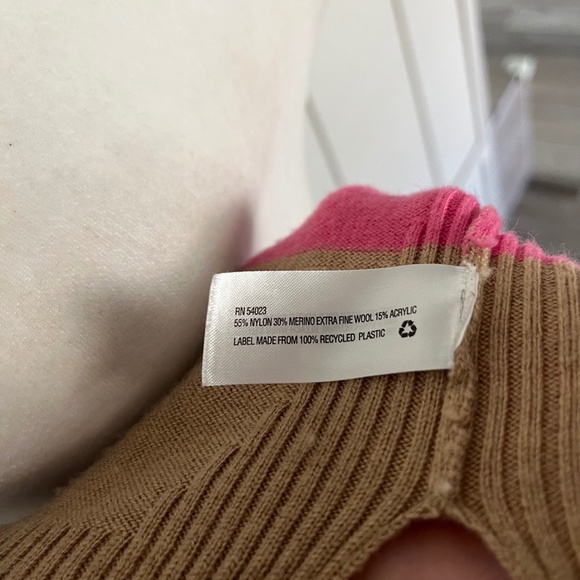 RN 54023
55% NYLON 30% MERINO EXTRA FINE WOOL 15% ACRYLIC
LABEL MADE FROM 100% RECYCLED PLASTIC